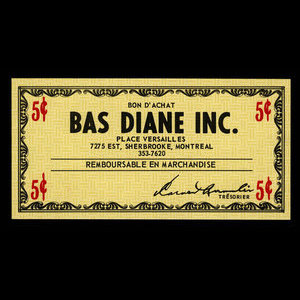 5¢ 5¢
BON D'ACHAT
BAS DIANE INC.
PLACE VERSAILLES
7275 EST, SHERBROOKE, MONTREAL
353-7620
REMBOURSABLE EN MARCHANDISE
5¢ 5¢
TRÉSORIER